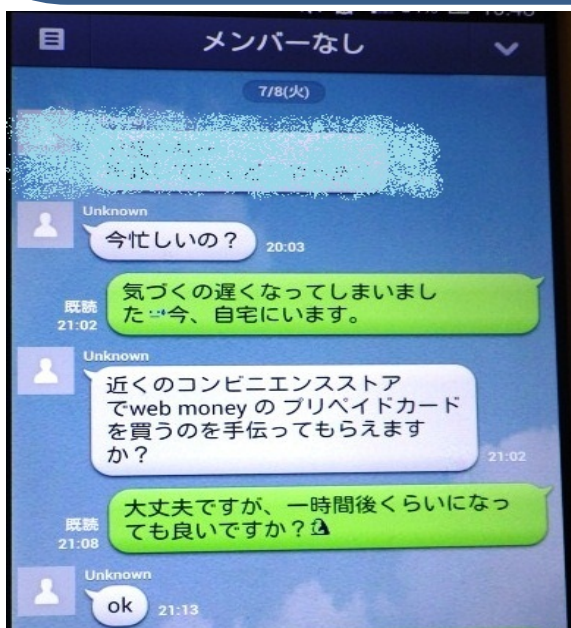 メンバーなし
7/8(火)
Unknown
今忙しいの?
20:03
気づくの遅くなってしまいまし
た 今、自宅にいます。
既読
21:02
Unknown
近くのコンビニエンスストア
でweb money の プリペイドカード
を買うのを手伝ってもらえます
か?
21:02
大丈夫ですが、一時間後くらいになっ
ても良いですか?
既読
21:08
Unknown
ok
21:13